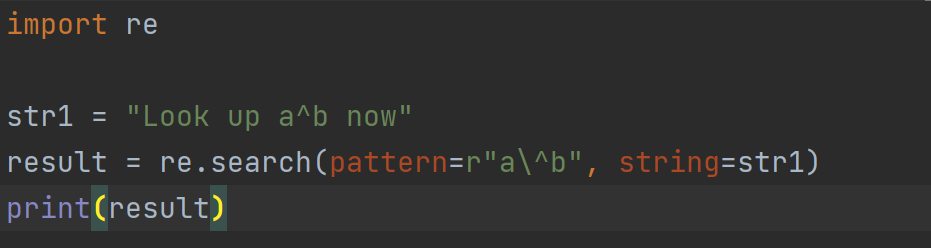 import re
str1 = "Look up a^b now"
result = re.search(pattern=r"a\^b", string=str1)
print(result)